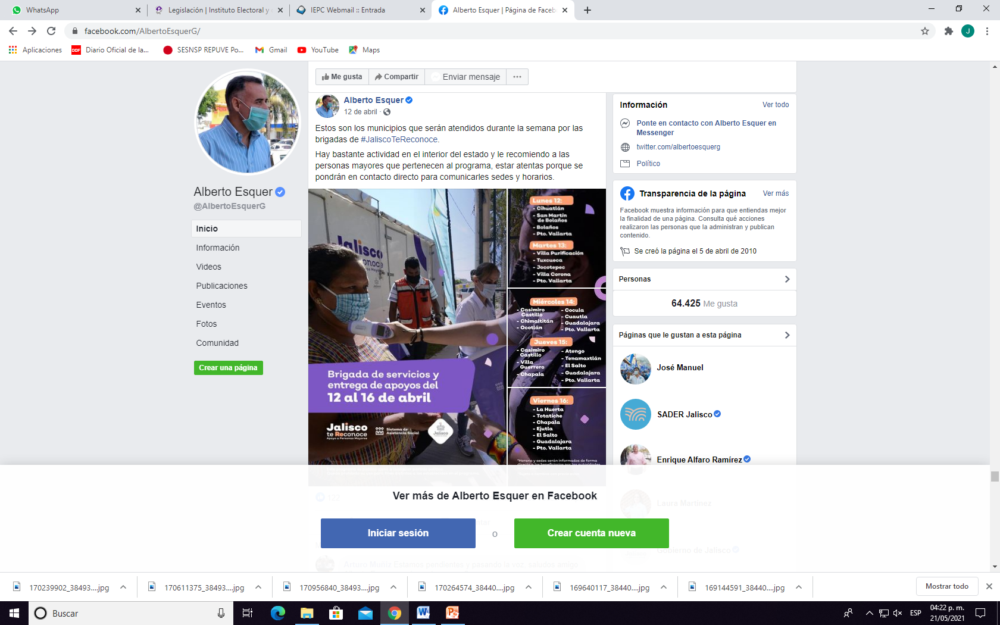 WhatsApp
Legislación | Instituto Electoral y
IEPC Webmail :: Entrada
Alberto Esquer | Página de Faceb
facebook.com/AlbertoEsquerG/
J
Aplicaciones
DOF Diario Oficial de la...
SESNSP REPUVE Po...
Gmail
YouTube
Maps
Alberto Esquer
@AlbertoEsquerG
Inicio
Información
Videos
Publicaciones
Eventos
Fotos
Comunidad
Crear una página
Me gusta
Compartir
Enviar mensaje
Alberto Esquer
12 de abril ·
Estos son los municipios que serán atendidos durante la semana por las
brigadas de #JaliscoTeReconoce.
Hay bastante actividad en el interior del estado y le recomiendo a las
personas mayores que pertenecen al programa, estar atentas porque se
pondrán en contacto directo para comunicarles sedes y horarios.
Jalisco
Brigada de servicios y
entrega de apoyos del
12 al 16 de abril
Jalisco
te Reconoce
Apoyo a Personas Mayores
Sistema de
Asistencia Social
Jalisco
Lunes 12:
- Cihuatlán
- San Martín
de Bolaños
- Bolaños
- Pto. Vallarta
Martes 13:
- Villa Purificación
- Tuxcueca
- Jocotepec
- Villa Corona
- Pto. Vallarta
Miércoles 14:
- Casimiro
Castillo
- Chimaltitán
- Ocotlán
- Cocula
- Cuautla
- Guadalajara
- Pto. Vallarta
Jueves 15:
- Casimiro
Castillo
- Villa
Guerrero
- Chapala
- Atengo
- Tenamaxtlán
- El Salto
- Guadalajara
- Pto. Vallarta
Viernes 16:
- La Huerta
- Totatiche
- Chapala
- Ejutla
- El Salto
- Guadalajara
- Pto. Vallarta
*Horario y sedes serán informados de forma
directa a los beneficiarios por las autoridades
122
Arturo Muñiz Estamos pendientes y pasando la voz, saludos amigo
Información
Ver todo
Ponte en contacto con Alberto Esquer en
Messenger
twitter.com/albertoesquerg
Político
Transparencia de la página
Ver más
Facebook muestra información para que entiendas mejor
la finalidad de una página. Consulta qué acciones
realizaron las personas que la administran y publican
contenido.
Se creó la página el 5 de abril de 2010
Personas
64.425 Me gusta
Páginas que le gustan a esta página
José Manuel
SADER Jalisco
Enrique Alfaro Ramírez
Laura Martínez
Gobierno de Jalisco
Ver más de Alberto Esquer en Facebook
Iniciar sesión
o
Crear cuenta nueva
170239902_38493....jpg
170611375_38493....jpg
170956840_38493....jpg
170264574_38440....jpg
169640117_38440....jpg
169144591_38440....jpg
Mostrar todo
Buscar
ESP
04:22 p. m.
21/05/2021